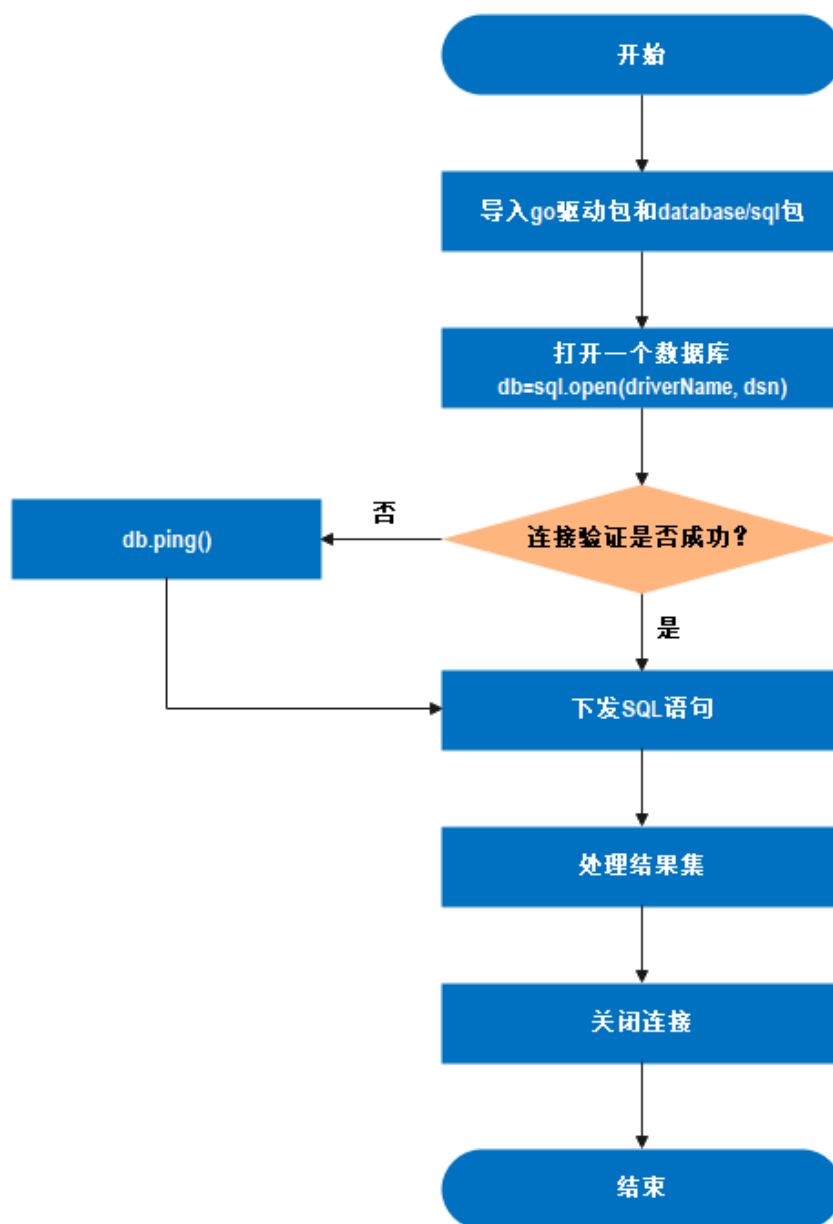 开始
导入go驱动包和database/sql包
打开一个数据库
db=sql.open(driverName, dsn)
连接验证是否成功?
否
db.ping()
是
下发SQL语句
处理结果集
关闭连接
结束